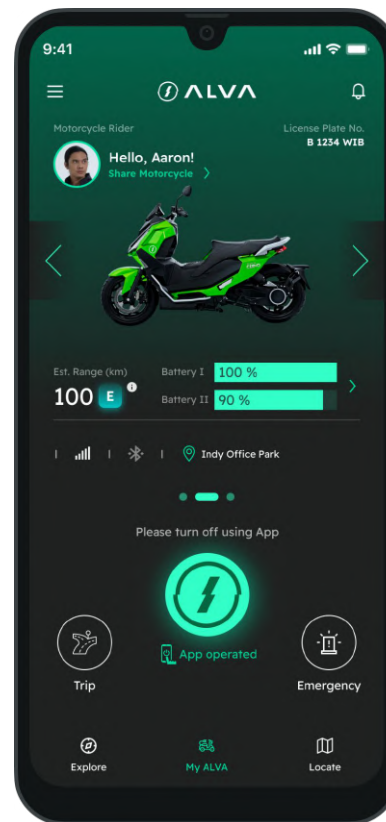 9:41
ALVA
Motorcycle Rider
License Plate No.
B 1234 WIB
Hello, Aaron!
Share Motorcycle
Est. Range (km)
100 E
Battery I 100 %
Battery II 90 %
Indy Office Park
Please turn off using App
App operated
Trip
Emergency
Explore
My ALVA
Locate